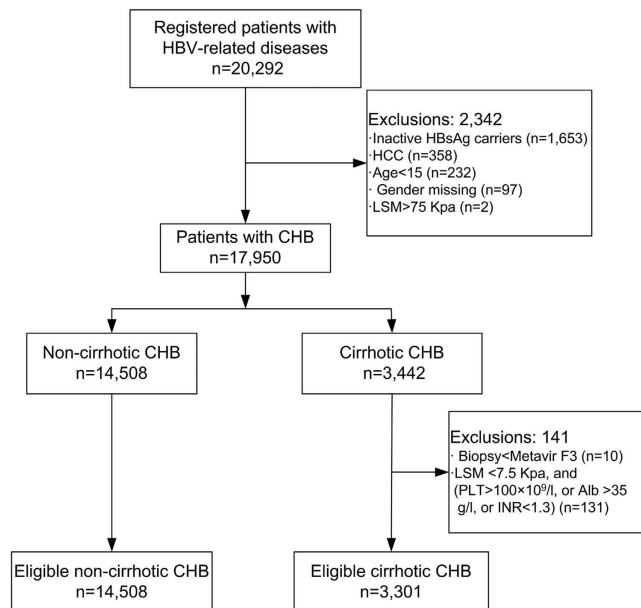 Registered patients with
HBV-related diseases
n=20,292
Exclusions: 2,342
·Inactive HBsAg carriers (n=1,653)
·HCC (n=358)
·Age<15 (n=232)
· Gender missing (n=97)
·LSM>75 Kpa (n=2)
Patients with CHB
n=17,950
Non-cirrhotic CHB
n=14,508
Cirrhotic CHB
n=3,442
Exclusions: 141
· Biopsy<Metavir F3 (n=10)
·LSM <7.5 Kpa, and
(PLT>100×10⁹/l, or Alb >35
g/l, or INR<1.3) (n=131)
Eligible non-cirrhotic CHB
n=14,508
Eligible cirrhotic CHB
n=3,301